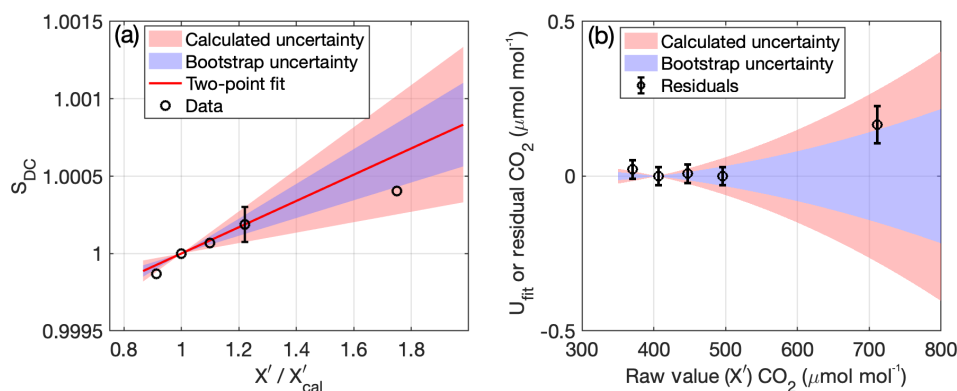 (a)
Calculated uncertainty
Bootstrap uncertainty
Two-point fit
Data
1.0015
1.001
1.0005
1
0.9995
S_DC
0.8 1 1.2 1.4 1.6 1.8
X′ / X′_cal
(b)
Calculated uncertainty
Bootstrap uncertainty
Residuals
0.5
0
-0.5
U_fit or residual CO₂ (μmol mol⁻¹)
300 400 500 600 700 800
Raw value (X′) CO₂ (μmol mol⁻¹)